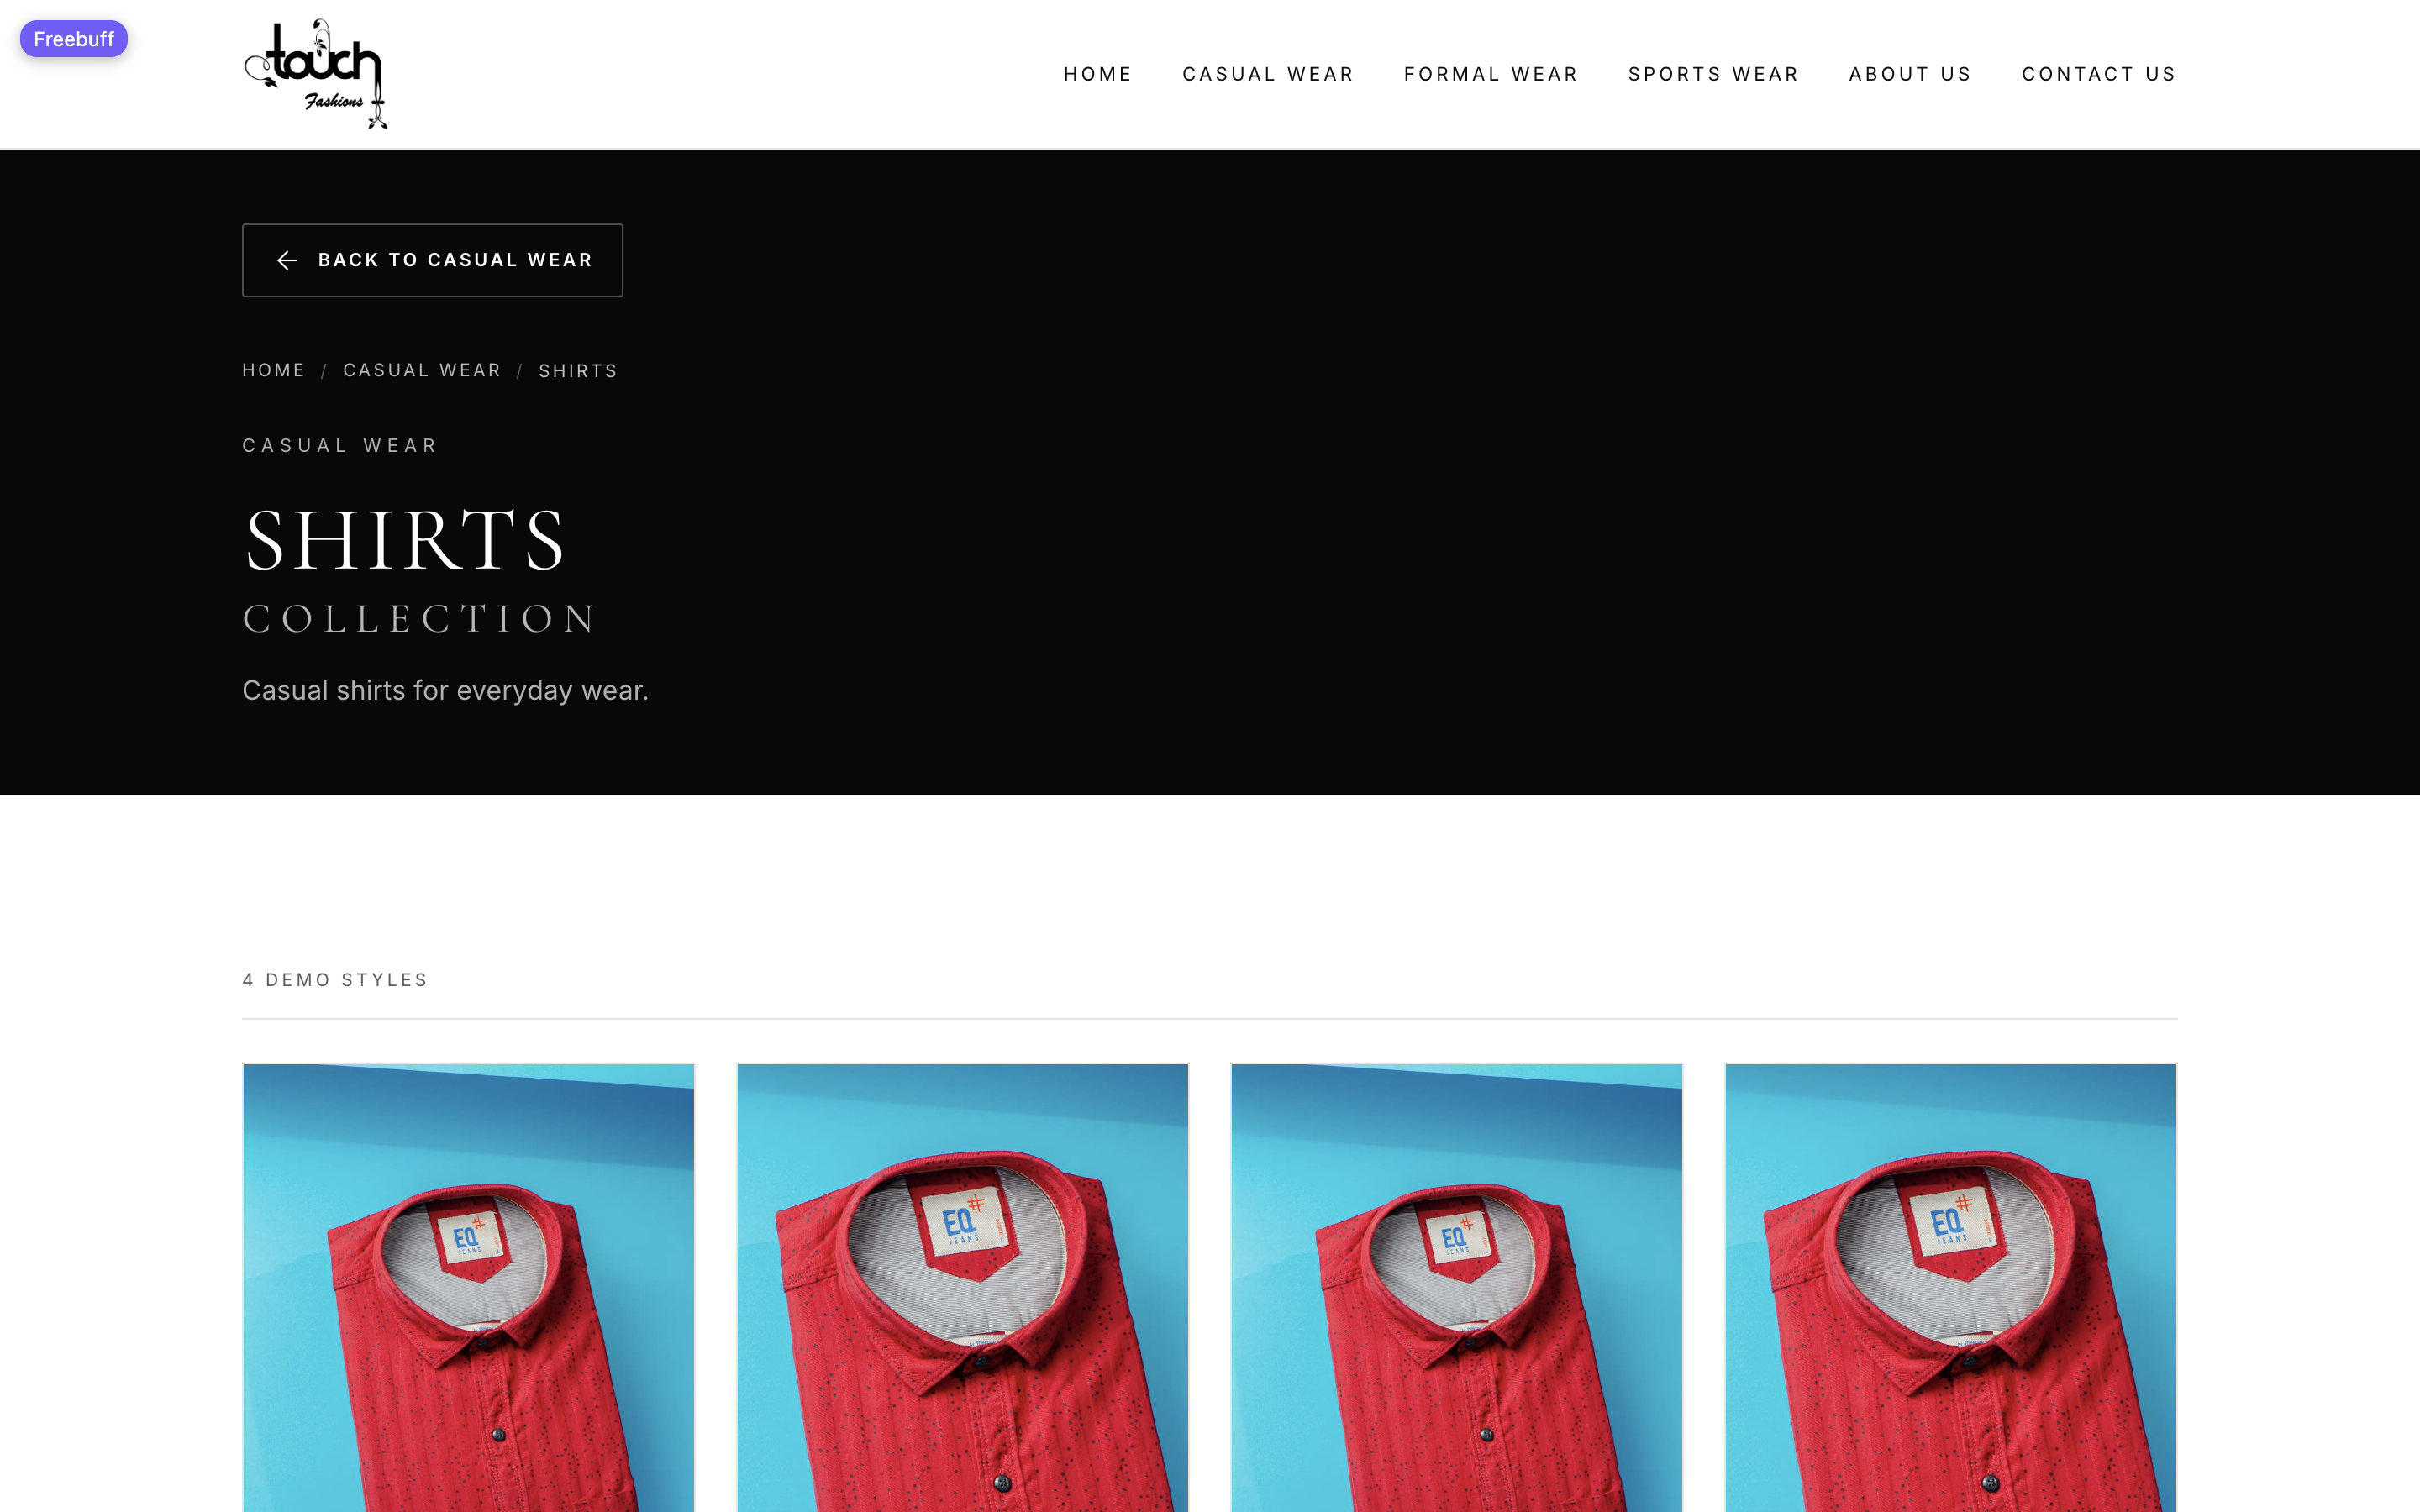 Freebuff
touch
Fashions
HOME CASUAL WEAR FORMAL WEAR SPORTS WEAR ABOUT US CONTACT US
BACK TO CASUAL WEAR
HOME / CASUAL WEAR / SHIRTS
CASUAL WEAR
SHIRTS
COLLECTION
Casual shirts for everyday wear.
4 DEMO STYLES
EQ#
JEANS
EQ#
JEANS
EQ#
JEANS
EQ#
JEANS